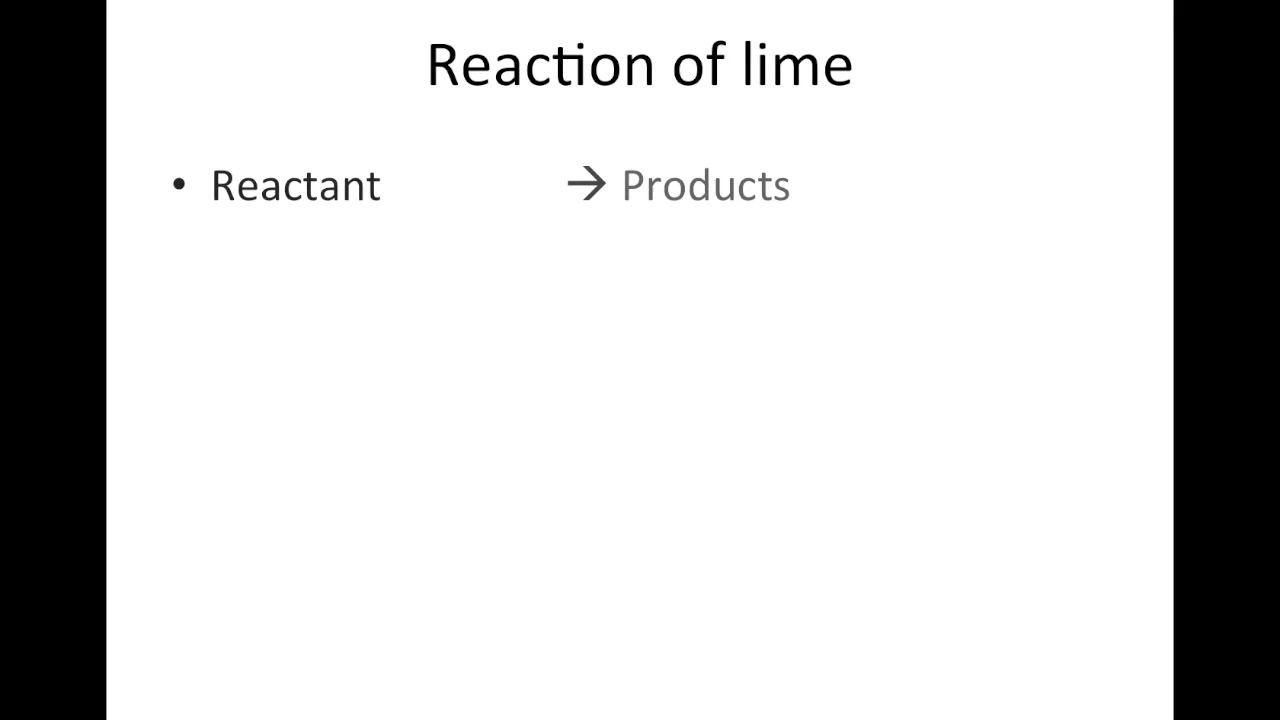 Reaction of lime
• Reactant → Products